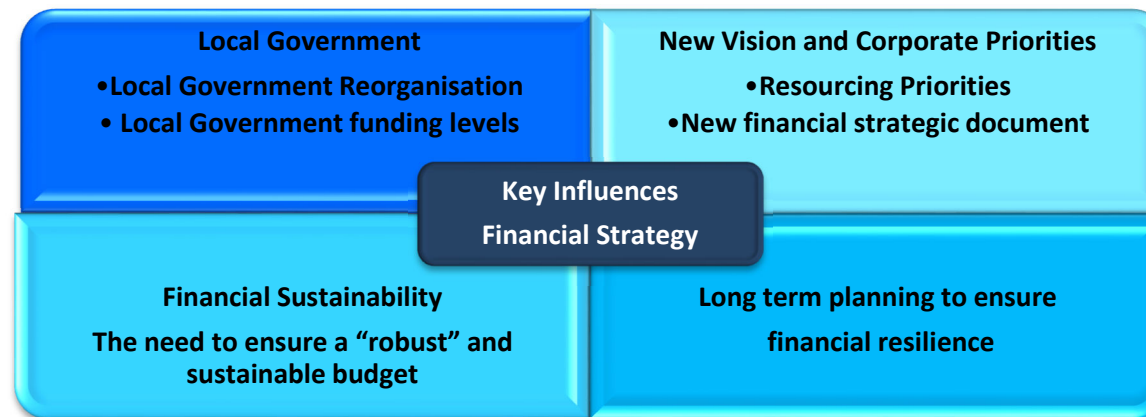 Local Government
•Local Government Reorganisation
• Local Government funding levels
New Vision and Corporate Priorities
•Resourcing Priorities
•New financial strategic document
Key Influences
Financial Strategy
Financial Sustainability
The need to ensure a “robust” and
sustainable budget
Long term planning to ensure
financial resilience